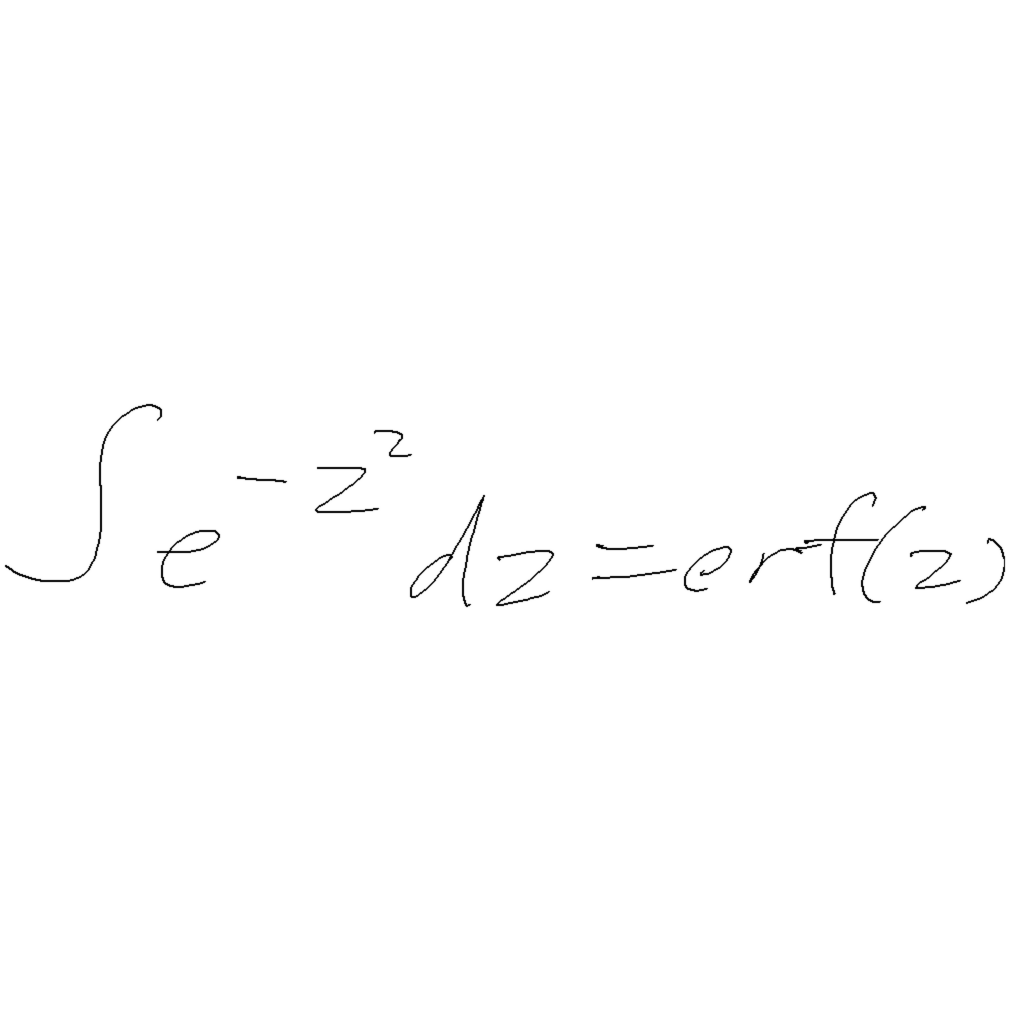 ∫e^{-z^2} dz = erf(z)